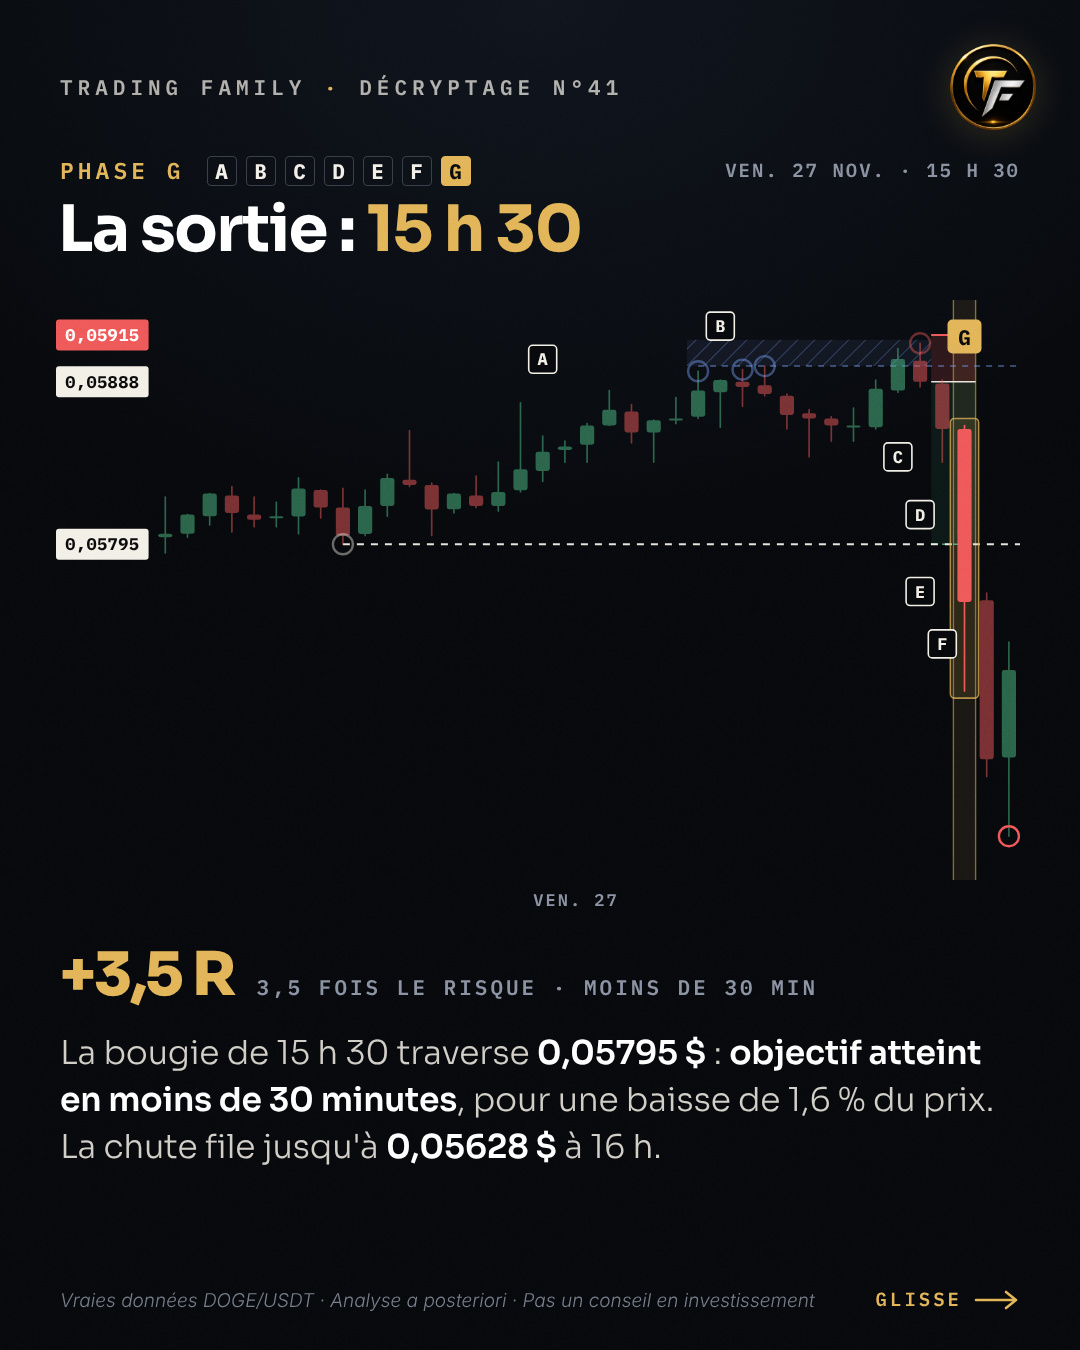 TRADING FAMILY · DÉCRYPTAGE N°41
TF
PHASE G A B C D E F G
VEN. 27 NOV. · 15 H 30
La sortie : 15 h 30
0,05915
0,05888
0,05795
A
B
C
D
E
F
G
VEN. 27
+3,5 R 3,5 FOIS LE RISQUE · MOINS DE 30 MIN
La bougie de 15 h 30 traverse 0,05795 $ : objectif atteint
en moins de 30 minutes, pour une baisse de 1,6 % du prix.
La chute file jusqu'à 0,05628 $ à 16 h.
Vraies données DOGE/USDT · Analyse a posteriori · Pas un conseil en investissement
GLISSE →